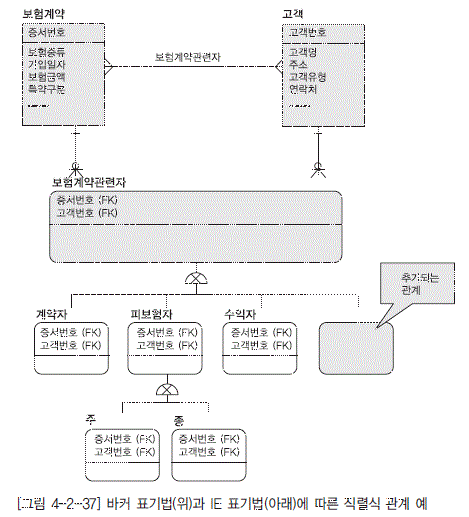 보험계약
고객
증서번호
고객번호
보험종류
가입일자
보험금액
특약구분
보험계약관련자
고객명
주소
고객유형
연락처
보험계약관련자
증서번호 (FK)
고객번호 (FK)
추가되는
관계
계약자
피보험자
수익자
증서번호 (FK)
고객번호 (FK)
증서번호 (FK)
고객번호 (FK)
증서번호 (FK)
고객번호 (FK)
주
종
증서번호 (FK)
고객번호 (FK)
증서번호 (FK)
고객번호 (FK)
[그림 4-2-37] 바커 표기법(위)과 IE 표기법(아래)에 따른 직렬식 관계 예